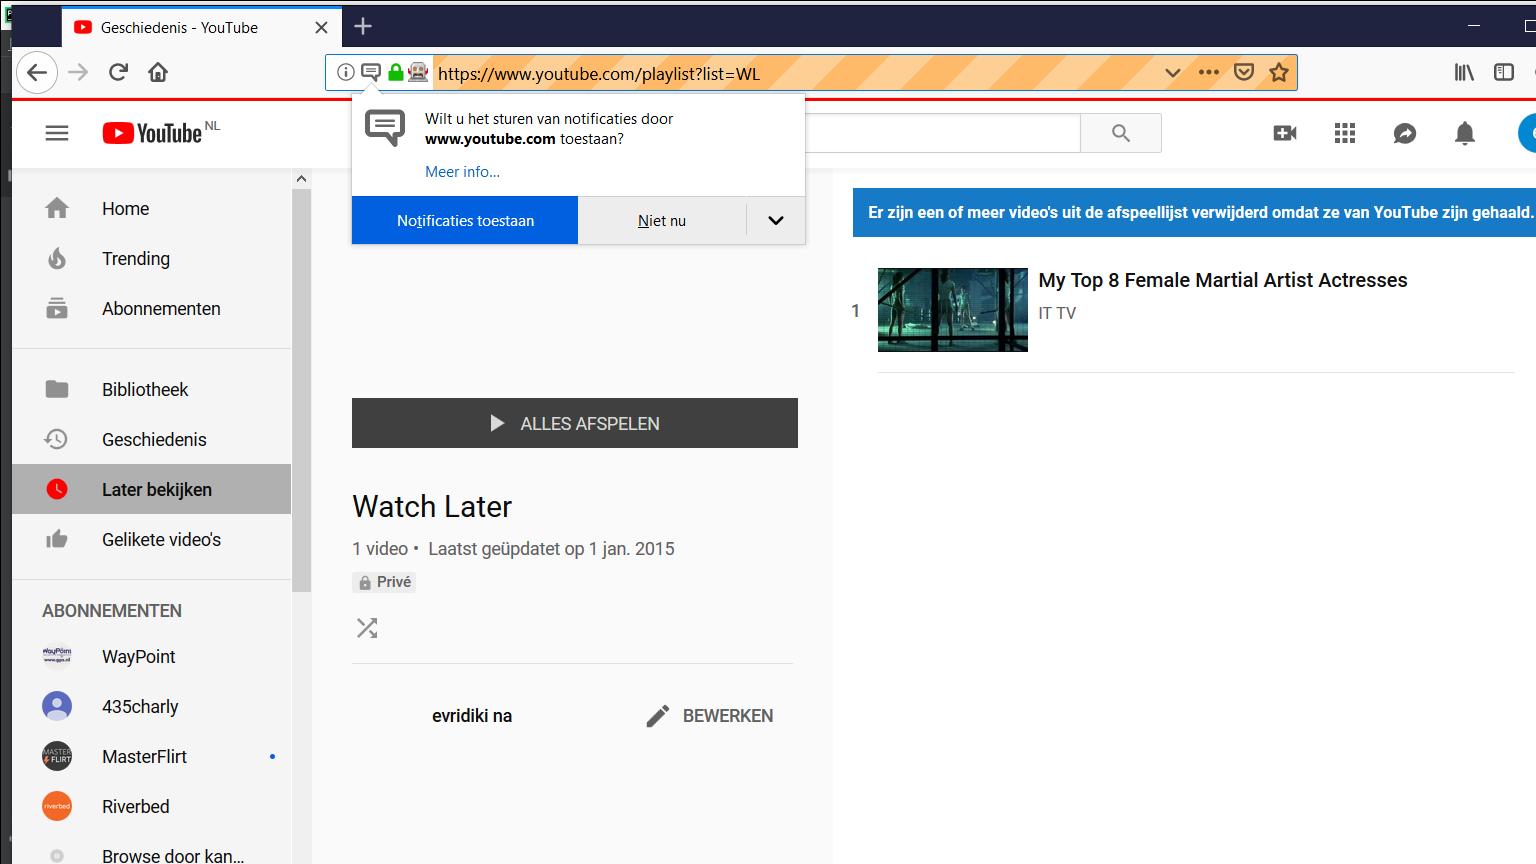 Geschiedenis - YouTube
https://www.youtube.com/playlist?list=WL
Wilt u het sturen van notificaties door
www.youtube.com toestaan?
Meer info...
Notificaties toestaan
Niet nu
YouTube NL
Home
Trending
Abonnementen
Bibliotheek
Geschiedenis
Later bekijken
Gelikete video's
ABONNEMENTEN
WayPoint
435charly
MASTER
FLIRT
MasterFlirt
riverbed
Riverbed
Browse door kan...
ALLES AFSPELEN
Watch Later
1 video • Laatst geüpdatet op 1 jan. 2015
Privé
evridiki na
BEWERKEN
Er zijn een of meer video's uit de afspeellijst verwijderd omdat ze van YouTube zijn gehaald.
1
My Top 8 Female Martial Artist Actresses
IT TV